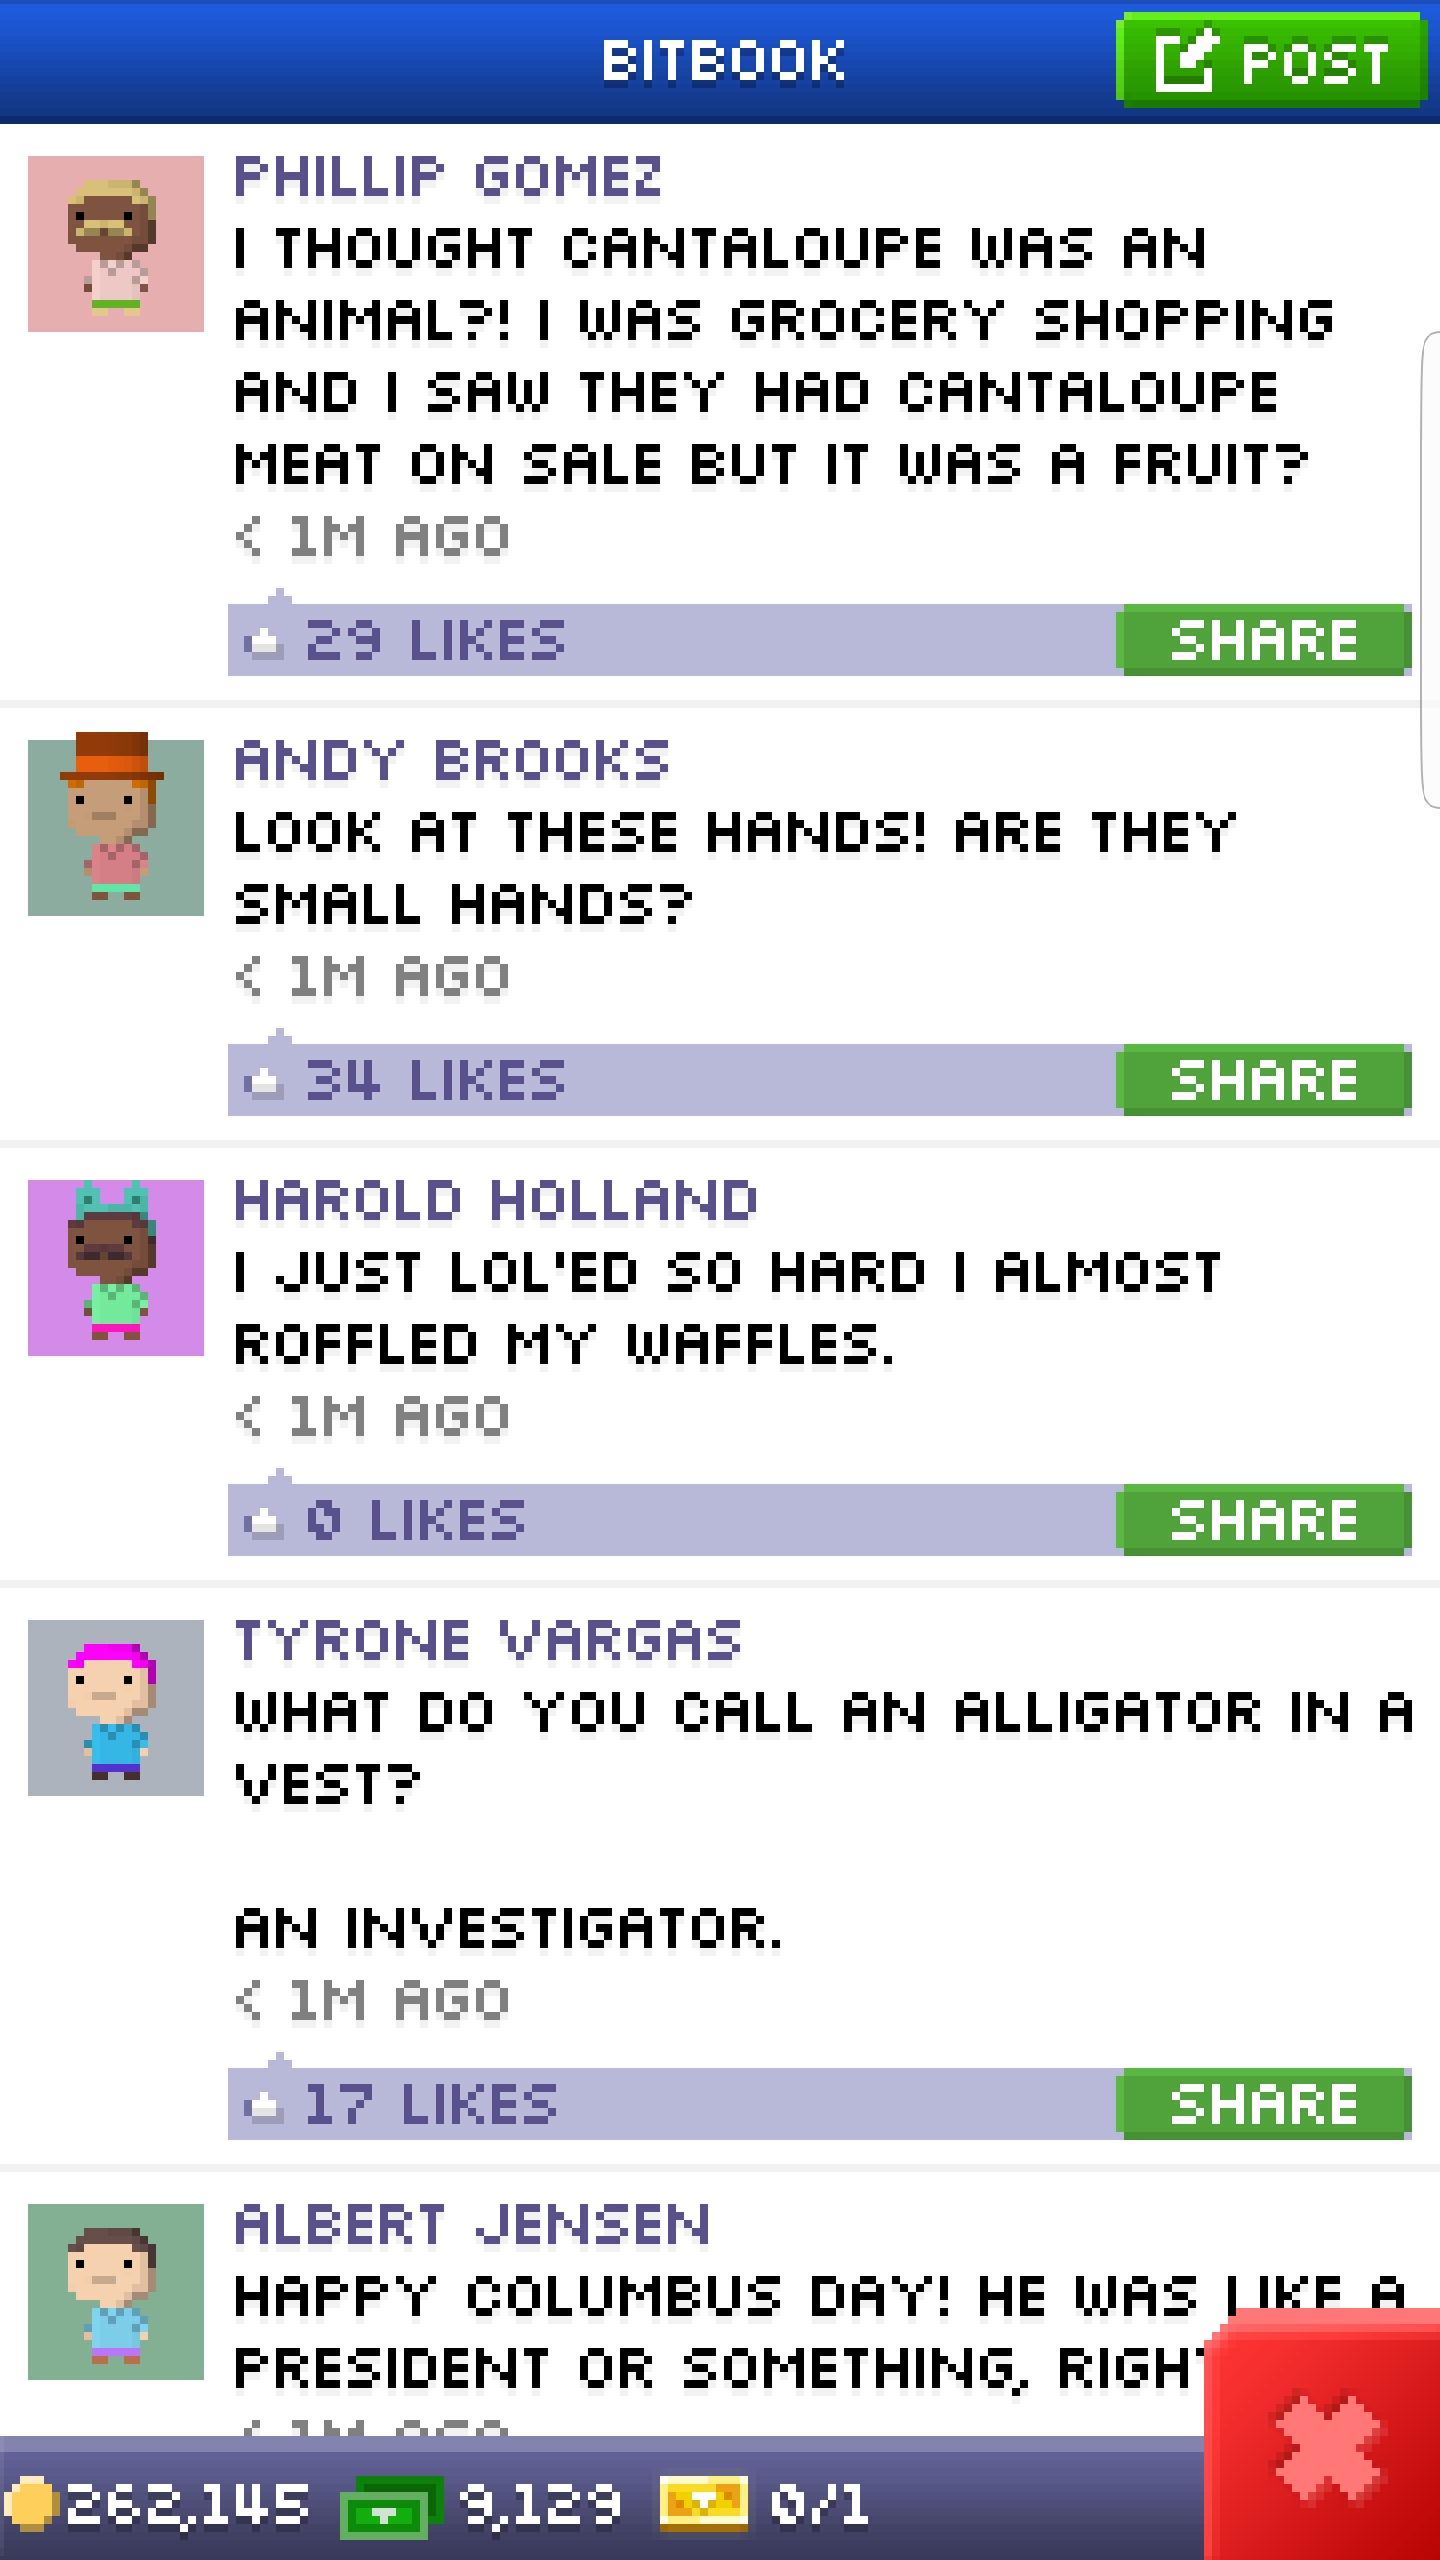 BITBOOK
POST
PHILLIP GOMEZ
I THOUGHT CANTALOUPE WAS AN
ANIMAL?! I WAS GROCERY SHOPPING
AND I SAW THEY HAD CANTALOUPE
MEAT ON SALE BUT IT WAS A FRUIT?
< 1M AGO
29 LIKES
SHARE
ANDY BROOKS
LOOK AT THESE HANDS! ARE THEY
SMALL HANDS?
< 1M AGO
34 LIKES
SHARE
HAROLD HOLLAND
I JUST LOL'ED SO HARD I ALMOST
ROFFLED MY WAFFLES.
< 1M AGO
0 LIKES
SHARE
TYRONE VARGAS
WHAT DO YOU CALL AN ALLIGATOR IN A
VEST?
AN INVESTIGATOR.
< 1M AGO
17 LIKES
SHARE
ALBERT JENSEN
HAPPY COLUMBUS DAY! HE WAS LIKE A
PRESIDENT OR SOMETHING, RIGHT
< 1M AGO
262,145
9,129
0/1